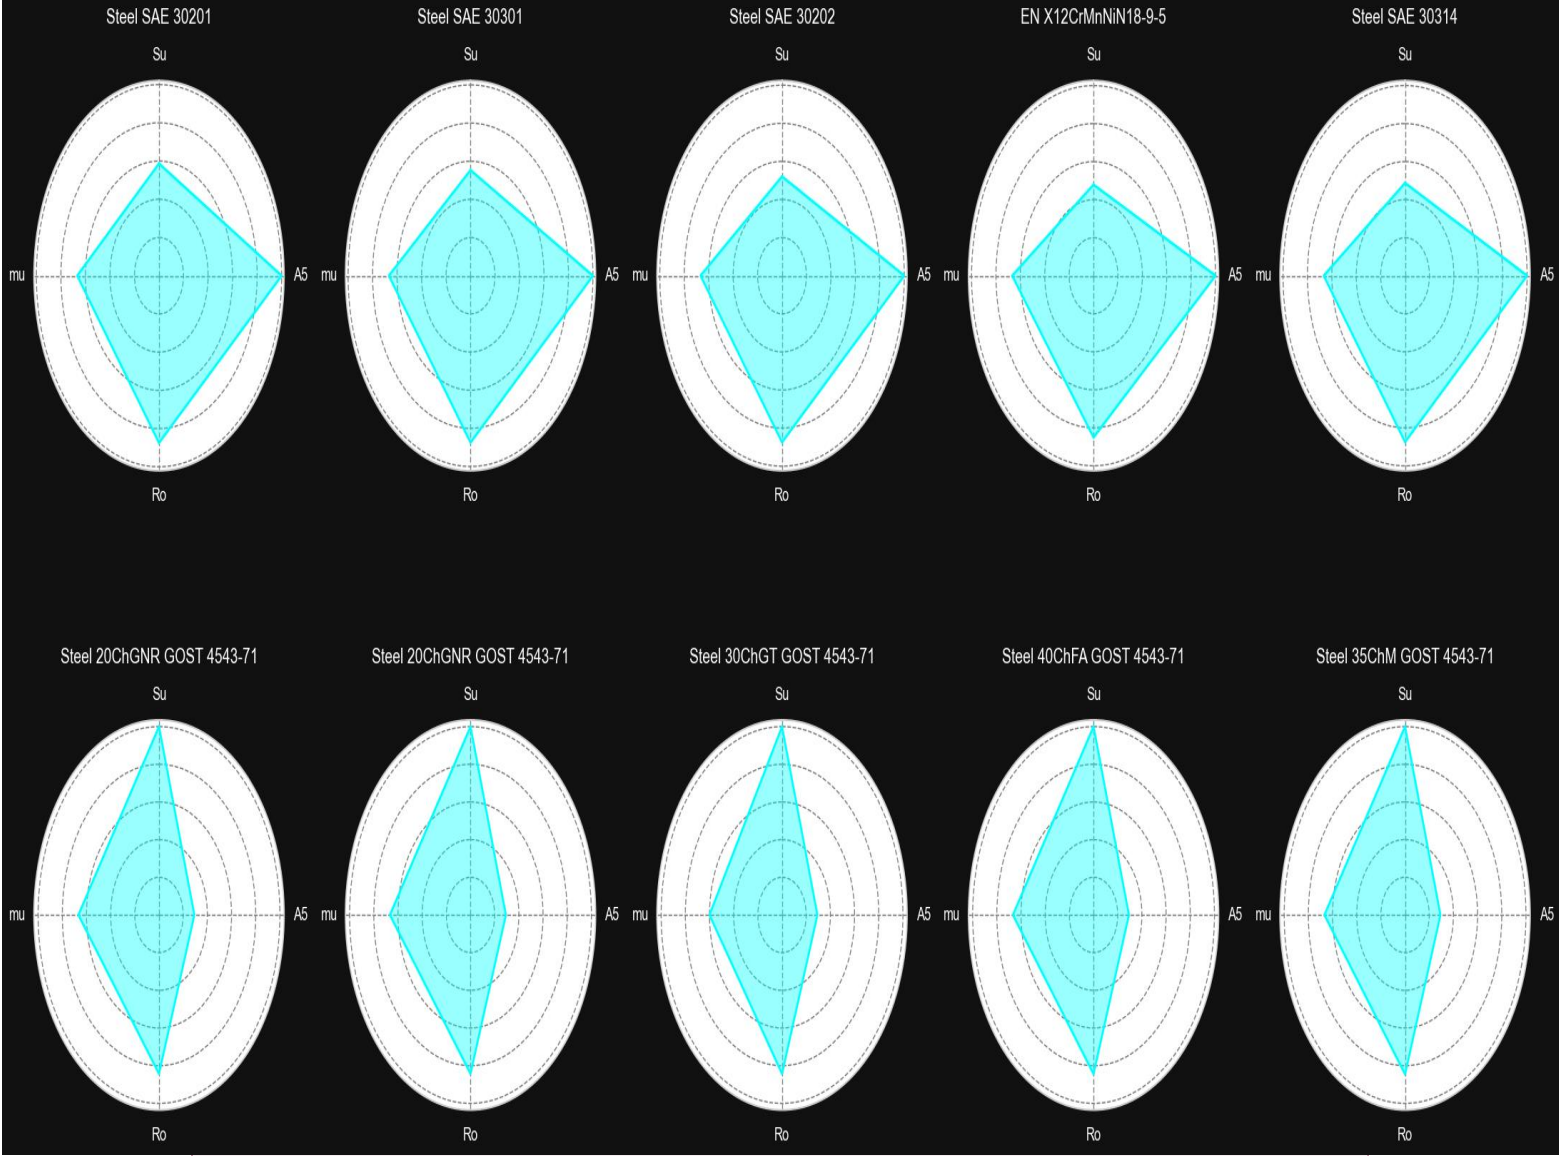 Steel SAE 30201
Steel SAE 30301
Steel SAE 30202
EN X12CrMnNiN18-9-5
Steel SAE 30314
Su
Su
Su
Su
Su
mu
A5
mu
A5
mu
A5
mu
A5
mu
A5
Ro
Ro
Ro
Ro
Ro
Steel 20ChGNR GOST 4543-71
Steel 20ChGNR GOST 4543-71
Steel 30ChGT GOST 4543-71
Steel 40ChFA GOST 4543-71
Steel 35ChM GOST 4543-71
Su
Su
Su
Su
Su
mu
A5
mu
A5
mu
A5
mu
A5
mu
A5
Ro
Ro
Ro
Ro
Ro